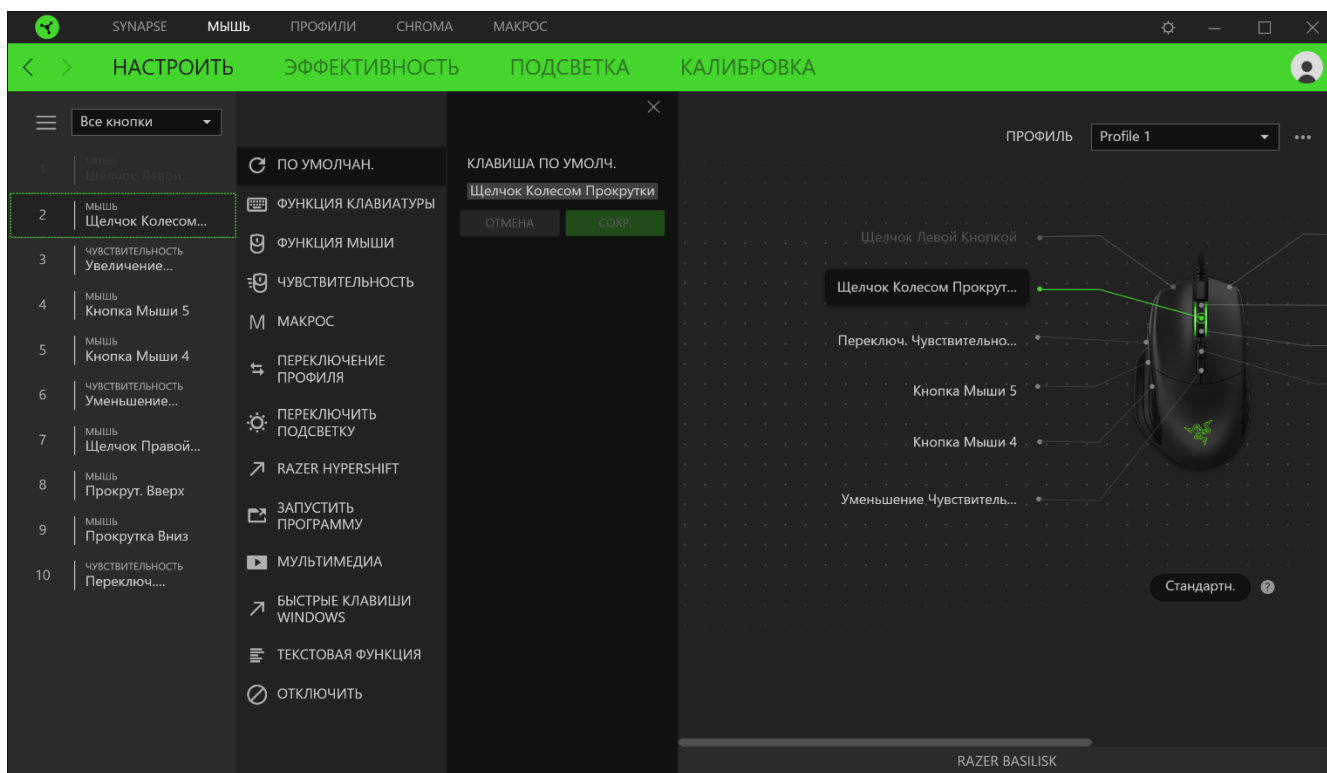 SYNAPSE МЫШЬ ПРОФИЛИ CHROMA МАКРОС
НАСТРОИТЬ ЭФФЕКТИВНОСТЬ ПОДСВЕТКА КАЛИБРОВКА
Все кнопки
1 МЫШЬ
Щелчок Левой...
2 МЫШЬ
Щелчок Колесом...
3 ЧУВСТВИТЕЛЬНОСТЬ
Увеличение...
4 МЫШЬ
Кнопка Мыши 5
5 МЫШЬ
Кнопка Мыши 4
6 ЧУВСТВИТЕЛЬНОСТЬ
Уменьшение...
7 МЫШЬ
Щелчок Правой...
8 МЫШЬ
Прокрут. Вверх
9 МЫШЬ
Прокрутка Вниз
10 ЧУВСТВИТЕЛЬНОСТЬ
Переключ....
ПО УМОЛЧАН.
ФУНКЦИЯ КЛАВИАТУРЫ
ФУНКЦИЯ МЫШИ
ЧУВСТВИТЕЛЬНОСТЬ
МАКРОС
ПЕРЕКЛЮЧЕНИЕ
ПРОФИЛЯ
ПЕРЕКЛЮЧИТЬ
ПОДСВЕТКУ
RAZER HYPERSHIFT
ЗАПУСТИТЬ
ПРОГРАММУ
МУЛЬТИМЕДИА
БЫСТРЫЕ КЛАВИШИ
WINDOWS
ТЕКСТОВАЯ ФУНКЦИЯ
ОТКЛЮЧИТЬ
КЛАВИША ПО УМОЛЧ.
Щелчок Колесом Прокрутки
ОТМЕНА СОХР.
ПРОФИЛЬ Profile 1
Щелчок Левой Кнопкой
Щелчок Колесом Прокрут...
Переключ. Чувствительно...
Кнопка Мыши 5
Кнопка Мыши 4
Уменьшение Чувствитель...
Стандартн. ?
RAZER BASILISK